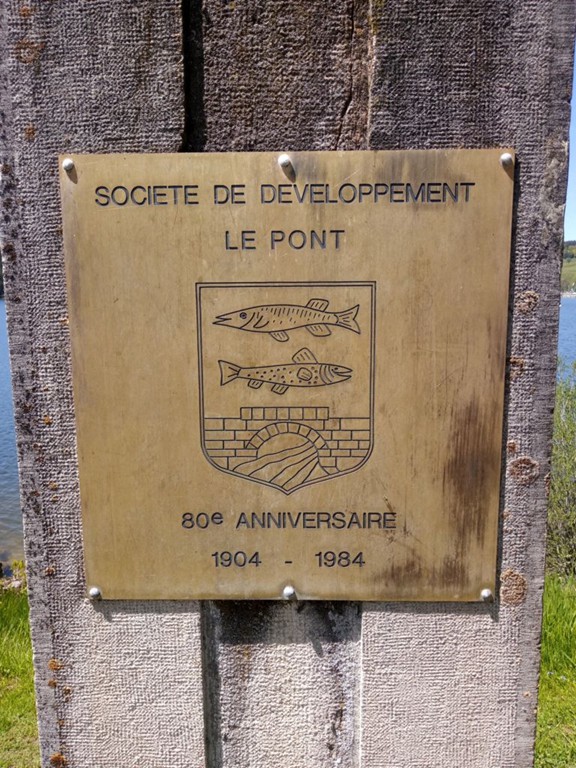 SOCIETE DE DEVELOPPEMENT
LE PONT
80e ANNIVERSAIRE
1904 - 1984